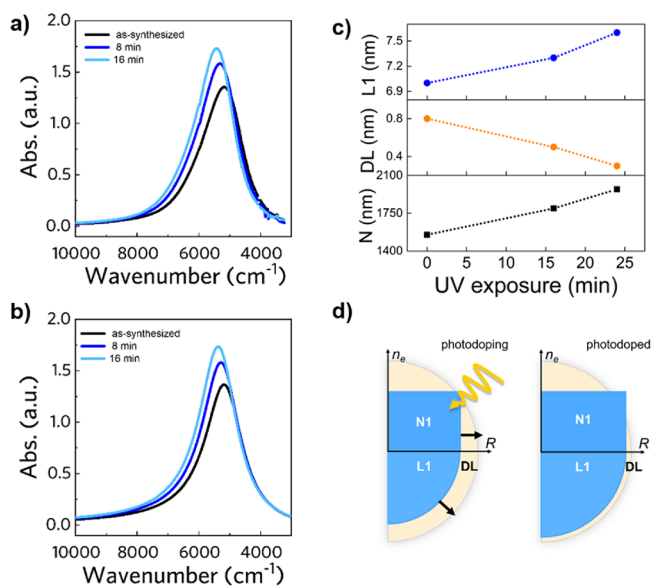 a)
as-synthesized
8 min
16 min
Abs. (a.u.)
2.0
1.5
1.0
0.5
0.0
10000 8000 6000 4000
Wavenumber (cm⁻¹)
b)
as-synthesized
8 min
16 min
Abs. (a.u.)
2.0
1.5
1.0
0.5
0.0
10000 8000 6000 4000
Wavenumber (cm⁻¹)
c)
L1 (nm)
7.5
6.9
DL (nm)
0.8
0.4
N (nm)
2100
1750
1400
0 5 10 15 20 25
UV exposure (min)
d)
nₑ
photodoping
N1
R
L1
DL
nₑ
photodoped
N1
R
L1
DL